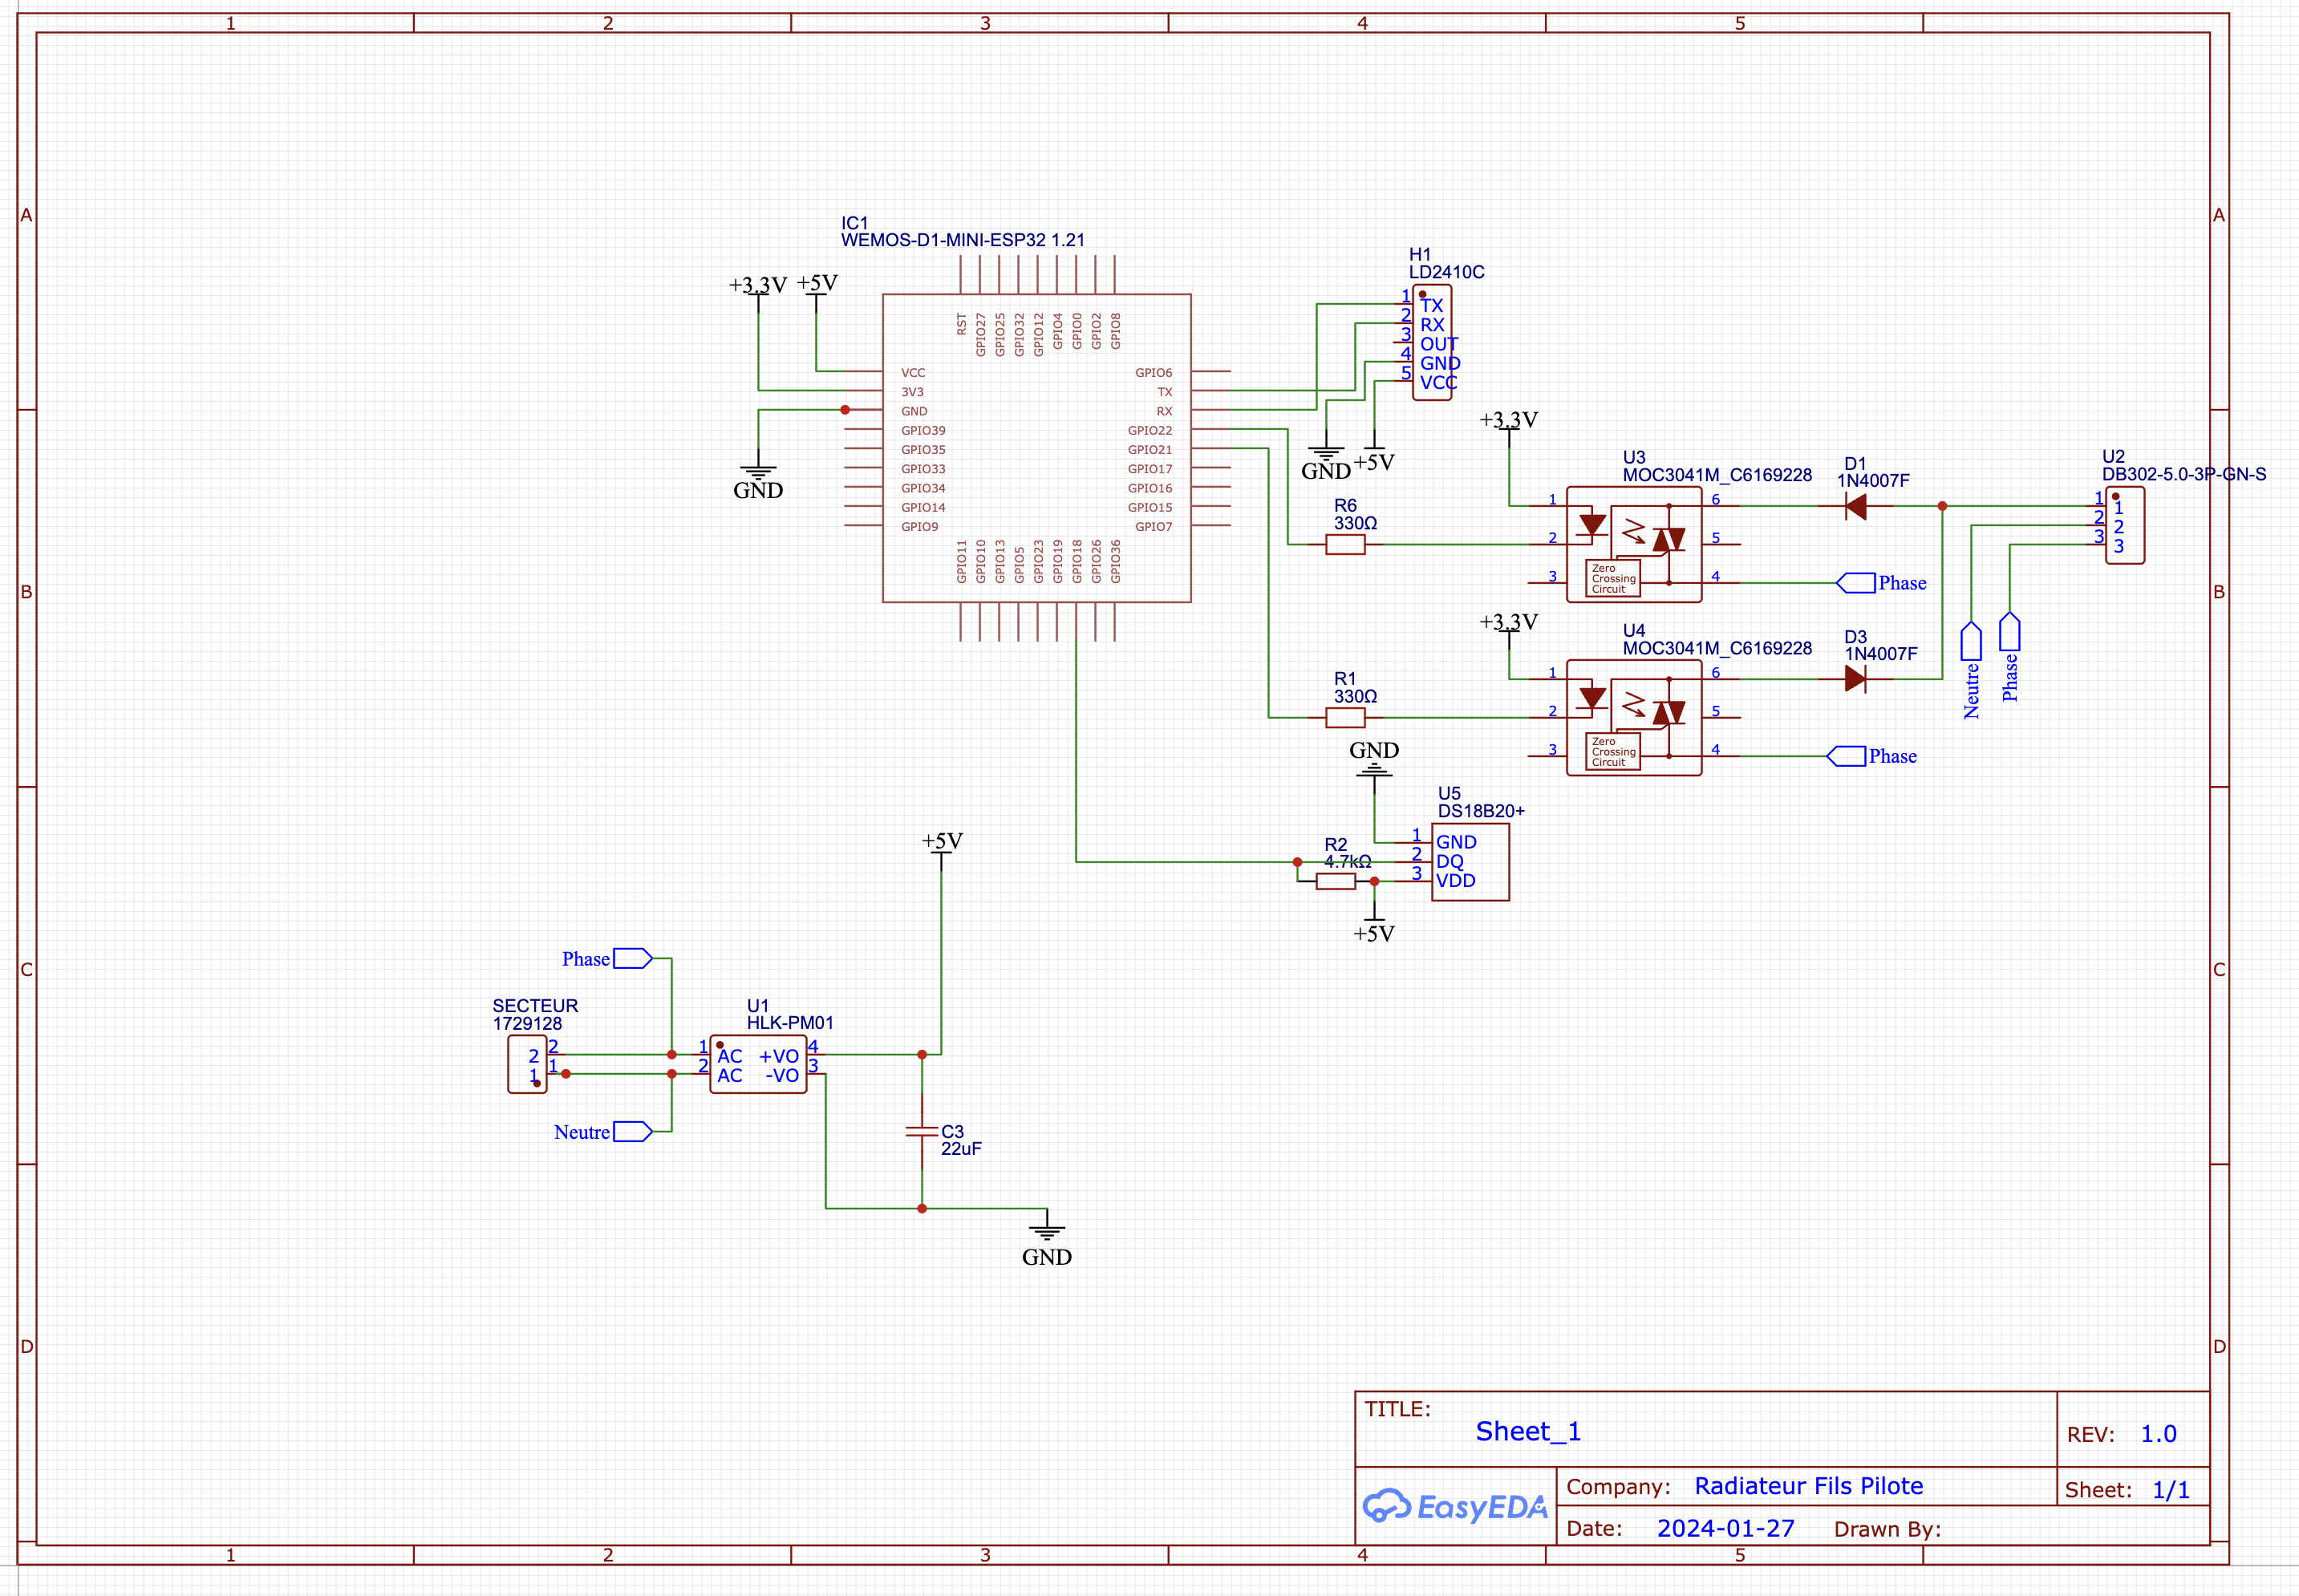 1 2 3 4 5
A A
B B
C C
D D
IC1
WEMOS-D1-MINI-ESP32 1.21
+3.3V +5V
RST
GPIO27
GPIO25
GPIO32
GPIO12
GPIO4
GPIO0
GPIO2
GPIO8
VCC
3V3
GND
GPIO39
GPIO35
GPIO33
GPIO34
GPIO14
GPIO9
GPIO6
TX
RX
GPIO22
GPIO21
GPIO17
GPIO16
GPIO15
GPIO7
GPIO11
GPIO10
GPIO13
GPIO5
GPIO23
GPIO19
GPIO18
GPIO26
GPIO36
GND
H1
LD2410C
1 TX
2 RX
3 OUT
4 GND
5 VCC
GND +5V
+3.3V
R6
330Ω
U3
MOC3041M_C6169228
1 6
2 5
3 4
Zero
Crossing
Circuit
D1
1N4007F
Phase
U2
DB302-5.0-3P-GN-S
1 1
2 2
3 3
Neutre
Phase
+3.3V
R1
330Ω
U4
MOC3041M_C6169228
1 6
2 5
3 4
Zero
Crossing
Circuit
D3
1N4007F
Phase
GND
U5
DS18B20+
1 GND
2 DQ
3 VDD
R2
4.7kΩ
+5V
+5V
Phase
SECTEUR
1729128
2 2
1 1
Neutre
U1
HLK-PM01
1 AC +VO 4
2 AC -VO 3
C3
22uF
GND
TITLE:
Sheet_1
REV: 1.0
EasyEDA
Company: Radiateur Fils Pilote
Sheet: 1/1
Date: 2024-01-27 Drawn By:
1 2 3 4 5